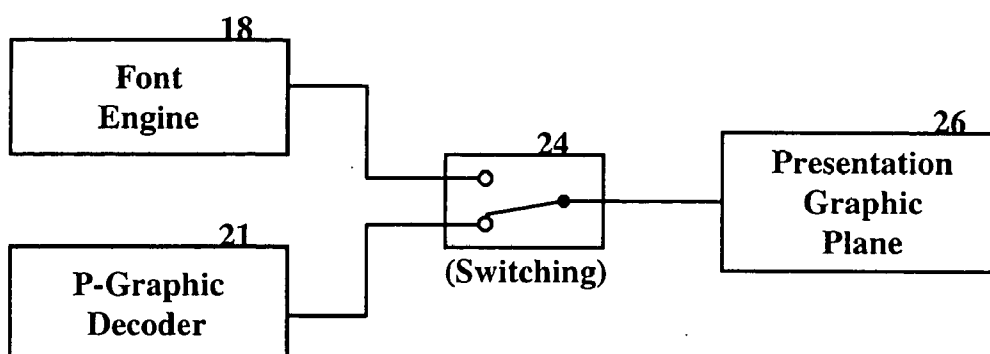 18
Font
Engine
24
26
Presentation
Graphic
Plane
(Switching)
21
P-Graphic
Decoder